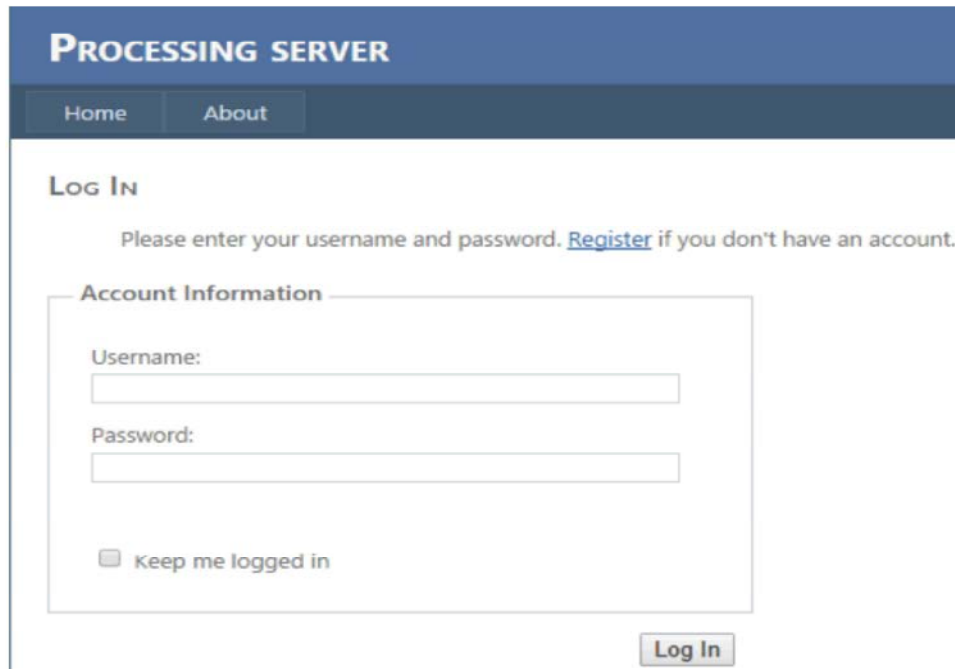 PROCESSING SERVER
Home About
LOG IN
Please enter your username and password. Register if you don't have an account.
Account Information
Username:
Password:
Keep me logged in
Log In